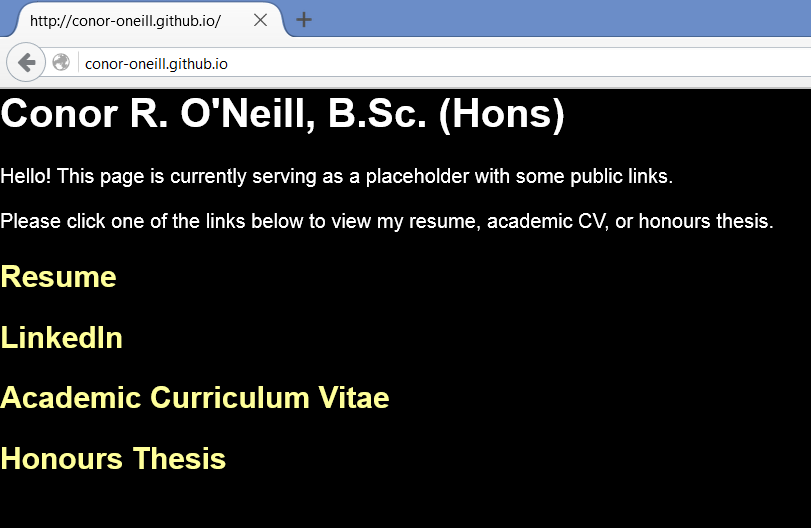 http://conor-oneill.github.io/
conor-oneill.github.io
Conor R. O'Neill, B.Sc. (Hons)
Hello! This page is currently serving as a placeholder with some public links.
Please click one of the links below to view my resume, academic CV, or honours thesis.
Resume
LinkedIn
Academic Curriculum Vitae
Honours Thesis